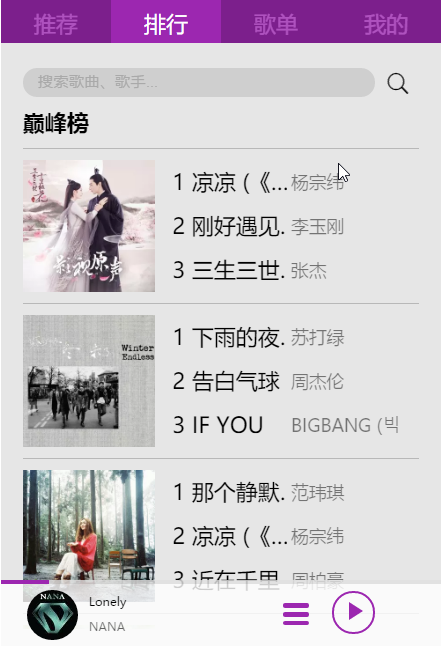 推荐 排行 歌单 我的
搜索歌曲、歌手...
巅峰榜
1 凉凉 (《... 杨宗纬
2 刚好遇见. 李玉刚
3 三生三世. 张杰
影视原声
1 下雨的夜. 苏打绿
2 告白气球 周杰伦
3 IF YOU BIGBANG (빅
Winter
Endless
1 那个静默. 范玮琪
2 凉凉 (《... 杨宗纬
3 近在千里 周柏豪
NANA
Lonely
NANA